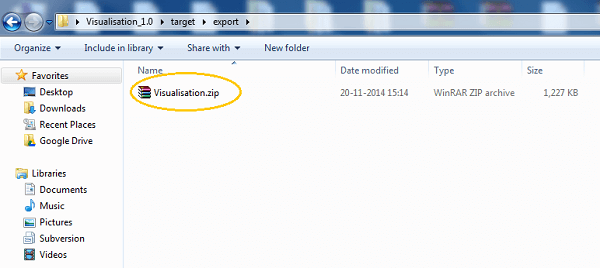 Visualisation_1.0 target export
Organize Include in library Share with New folder
Name Date modified Type Size
Visualisation.zip 20-11-2014 15:14 WinRAR ZIP archive 1,227 KB
Favorites
Desktop
Downloads
Recent Places
Google Drive
Libraries
Documents
Music
Pictures
Subversion
Videos